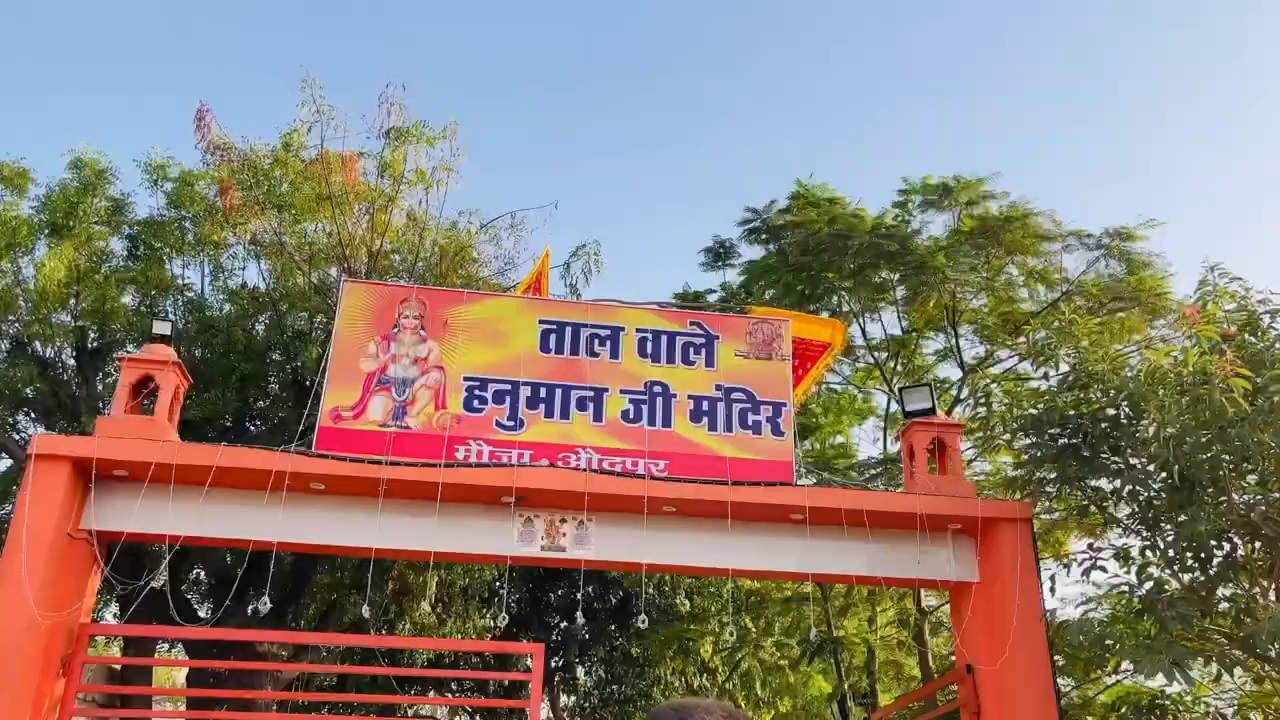 ताल वाले
हनुमान जी मंदिर
मौजा - औदपुर